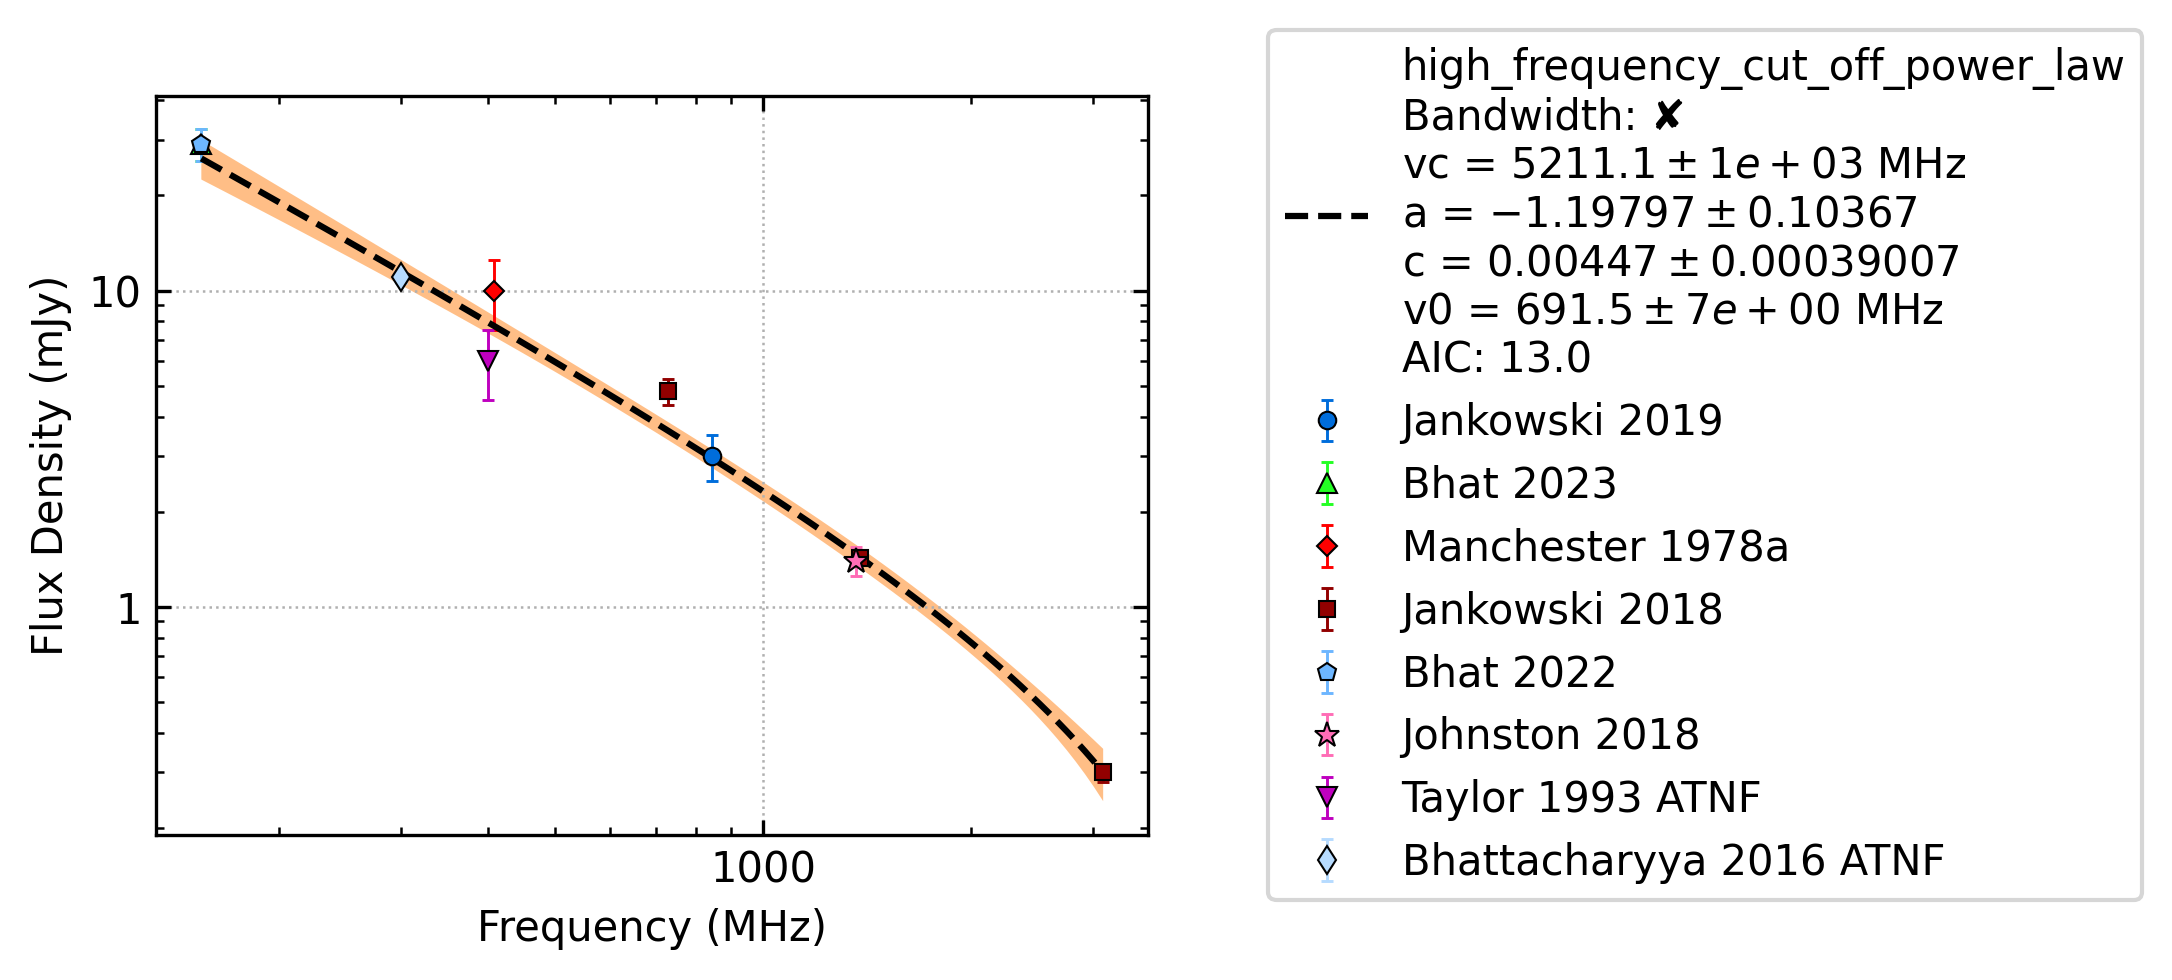 Flux Density (mJy)
10
1
1000
Frequency (MHz)
high_frequency_cut_off_power_law
Bandwidth: ✘
vc = 5211.1 ± 1e + 03 MHz
a = −1.19797 ± 0.10367
c = 0.00447 ± 0.00039007
v0 = 691.5 ± 7e + 00 MHz
AIC: 13.0
Jankowski 2019
Bhat 2023
Manchester 1978a
Jankowski 2018
Bhat 2022
Johnston 2018
Taylor 1993 ATNF
Bhattacharyya 2016 ATNF